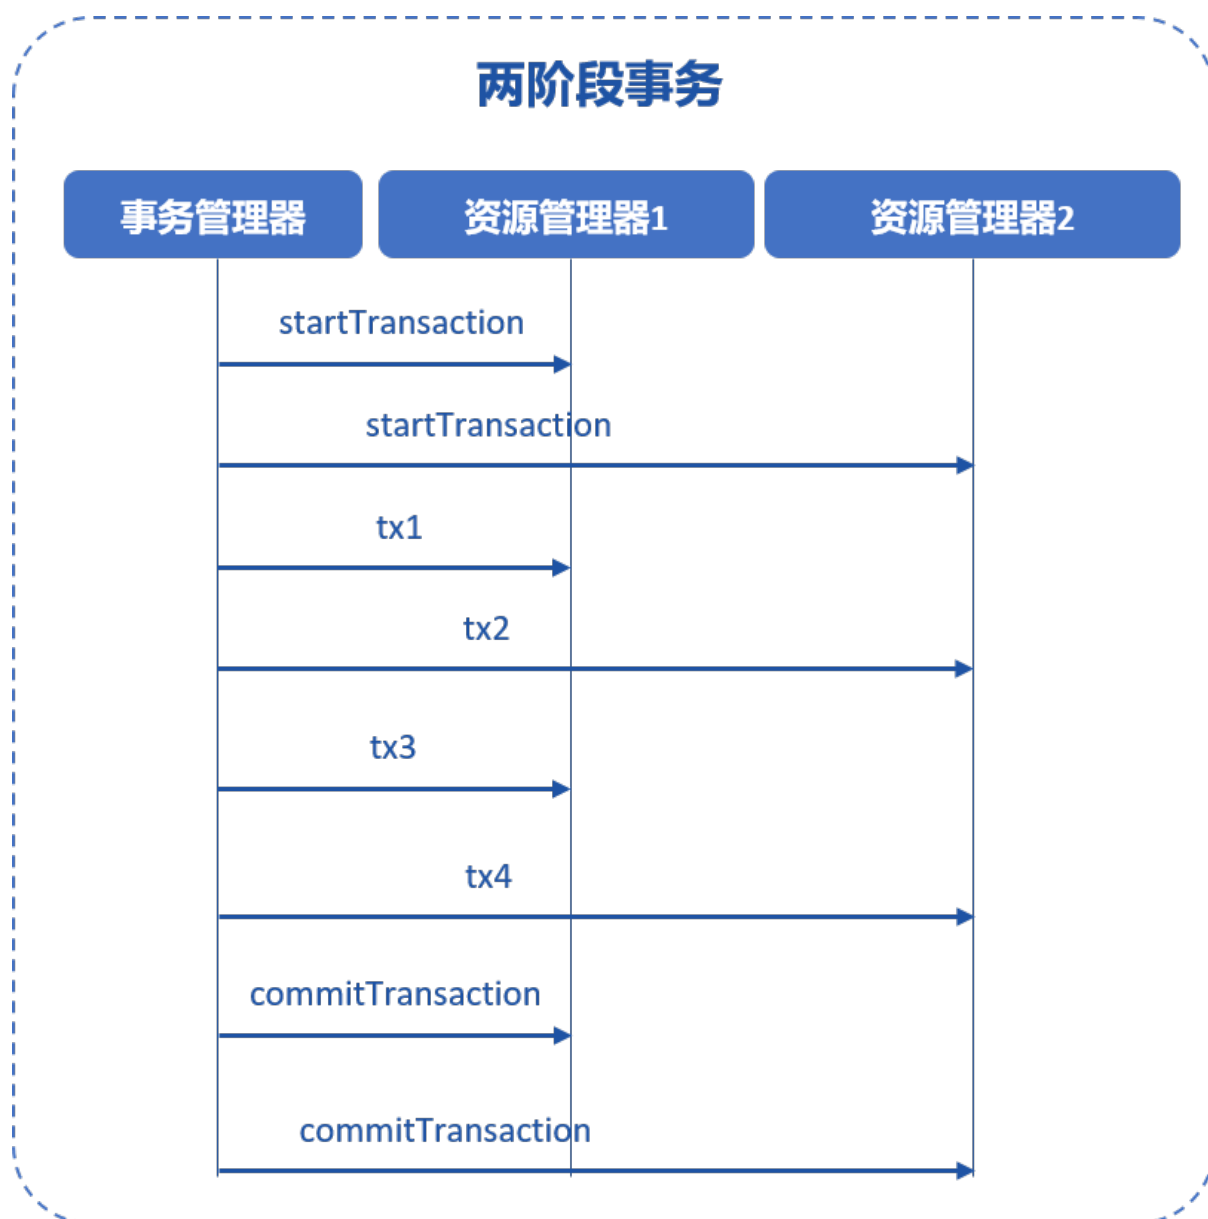 两阶段事务
事务管理器
资源管理器1
资源管理器2
startTransaction
startTransaction
tx1
tx2
tx3
tx4
commitTransaction
commitTransaction